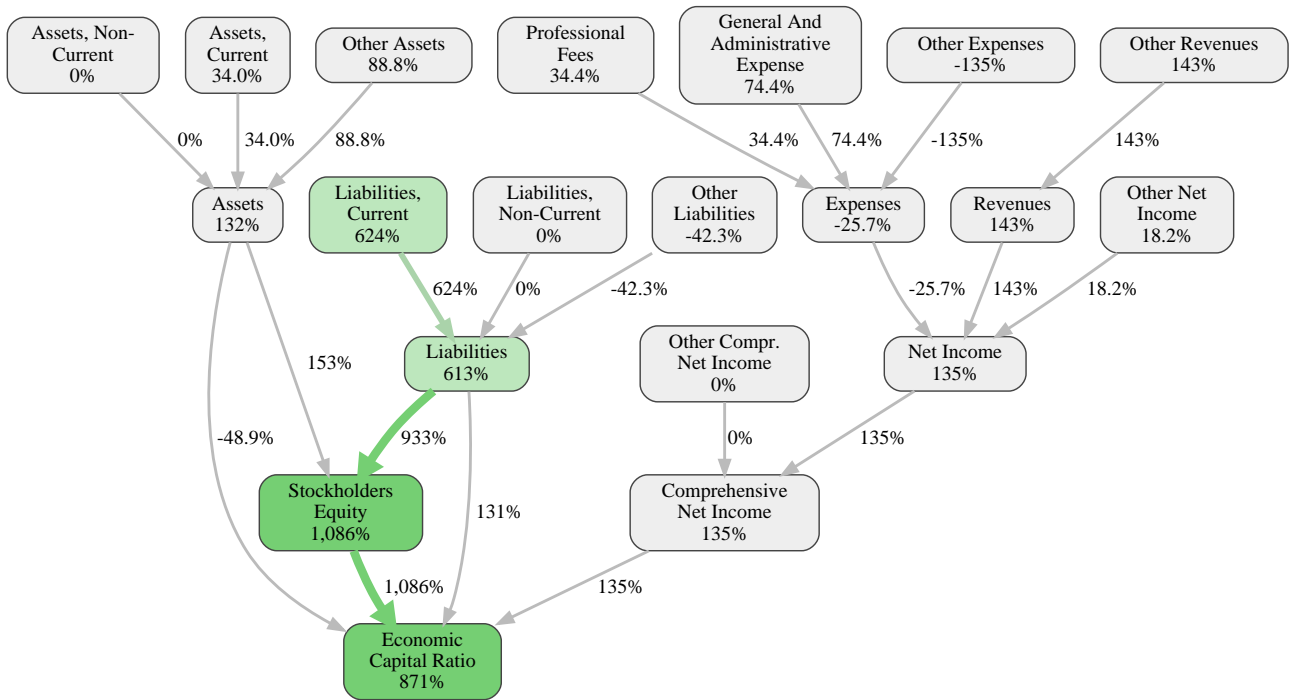 Assets, Non-
Current
0%
Assets,
Current
34.0%
Other Assets
88.8%
Professional
Fees
34.4%
General And
Administrative
Expense
74.4%
Other Expenses
-135%
Other Revenues
143%
0%
34.0%
88.8%
34.4%
74.4%
-135%
143%
Assets
132%
Liabilities,
Current
624%
Liabilities,
Non-Current
0%
Other
Liabilities
-42.3%
Expenses
-25.7%
Revenues
143%
Other Net
Income
18.2%
624%
0%
-42.3%
-25.7%
143%
18.2%
Liabilities
613%
Other Compr.
Net Income
0%
Net Income
135%
153%
-48.9%
933%
0%
135%
Stockholders
Equity
1,086%
131%
Comprehensive
Net Income
135%
1,086%
135%
Economic
Capital Ratio
871%